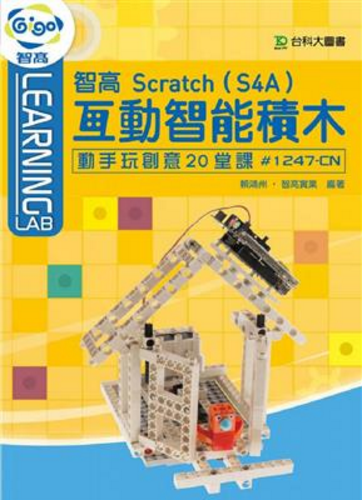 Gigo
智高
LEARNING
LAB
台科大圖書
智高 Scratch（S4A）
互動智能積木
動手玩創意20堂課 #1247-CN
賴鴻州・智高實業 編著